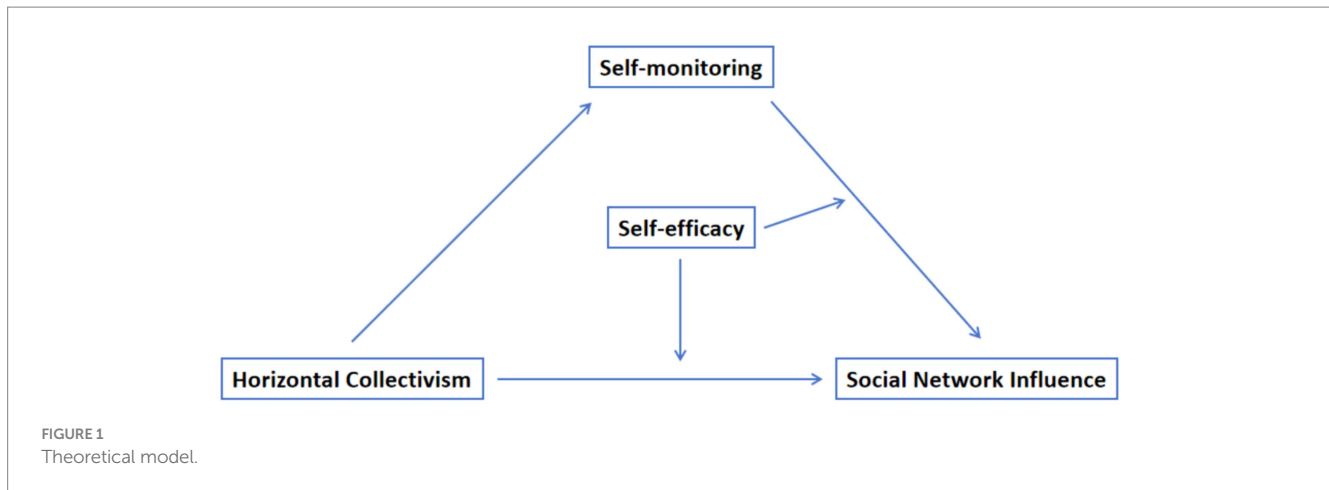 Self-monitoring
Self-efficacy
Horizontal Collectivism
Social Network Influence
FIGURE 1
Theoretical model.